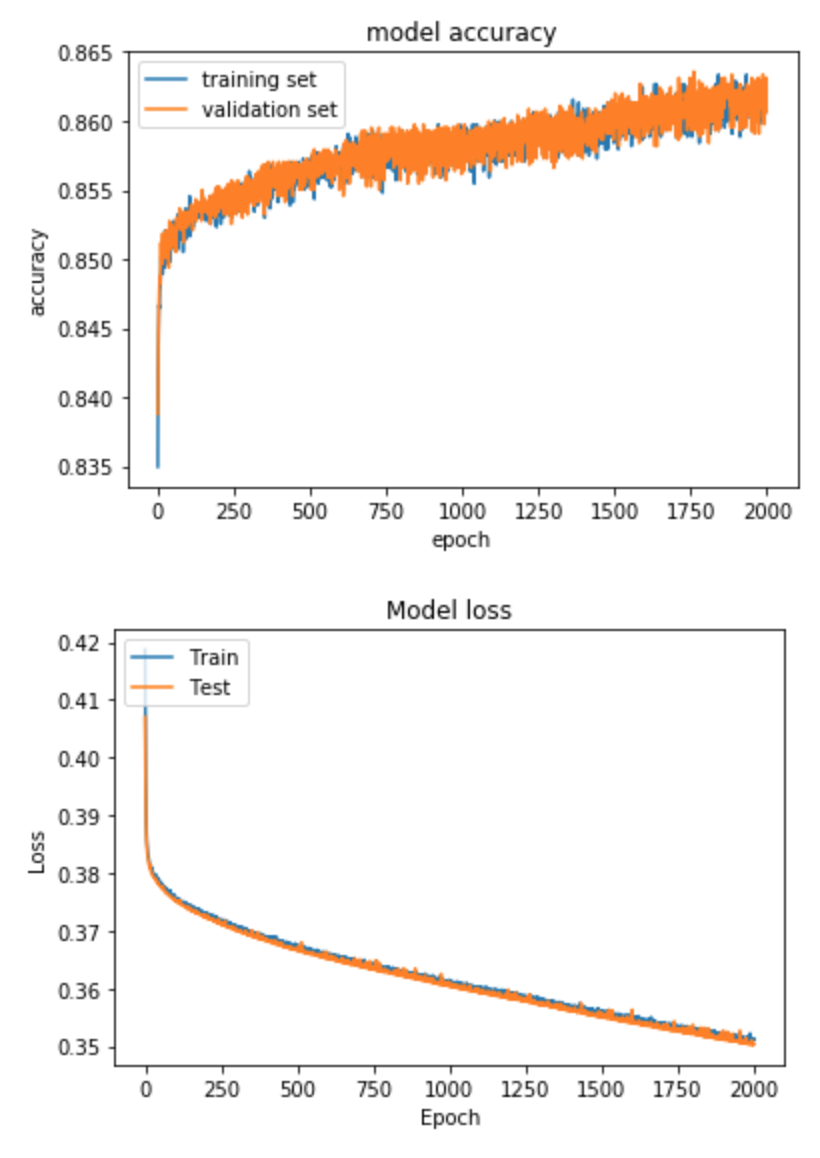 model accuracy
0.865
0.860
0.855
0.850
0.845
0.840
0.835
accuracy
training set
validation set
0 250 500 750 1000 1250 1500 1750 2000
epoch
Model loss
0.42
0.41
0.40
0.39
0.38
0.37
0.36
0.35
Loss
Train
Test
0 250 500 750 1000 1250 1500 1750 2000
Epoch